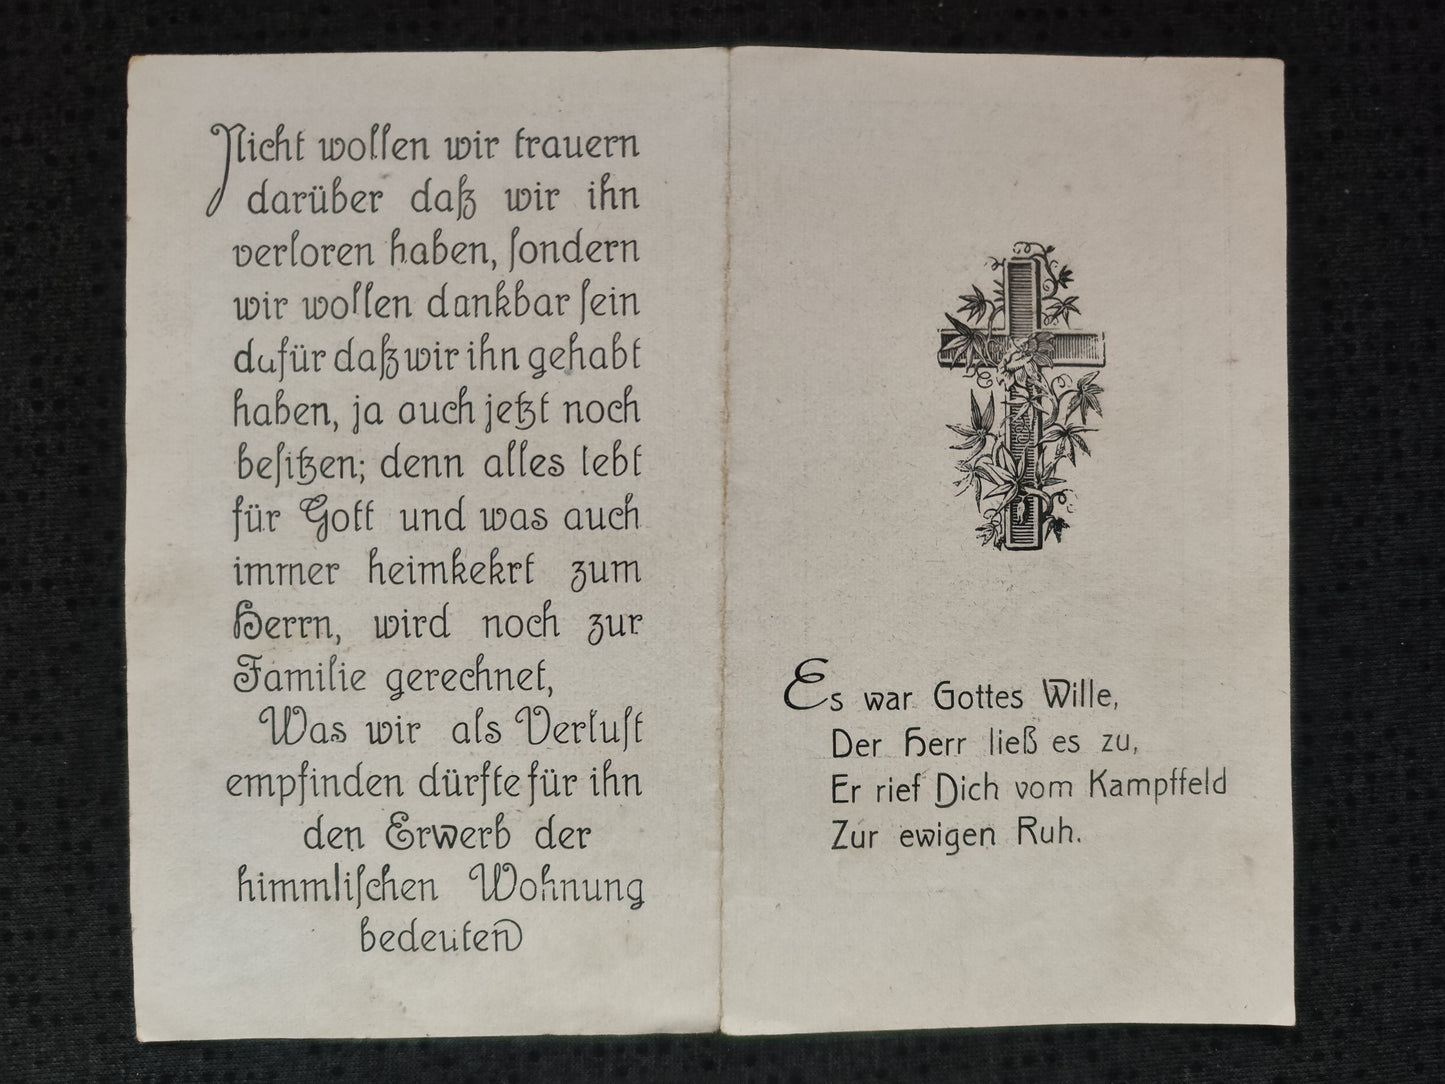 Nicht wollen wir trauern
darüber daß wir ihn
verloren haben, sondern
wir wollen dankbar sein
dafür daß wir ihn gehabt
haben, ja auch jetzt noch
besitzen; denn alles lebt
für Gott und was auch
immer heimkekrt zum
Herrn, wird noch zur
Familie gerechnet,
Was wir als Verlust
empfinden dürfte für ihn
den Erwerb der
himmlischen Wohnung
bedeuten
Es war Gottes Wille,
Der Herr ließ es zu,
Er rief Dich vom Kampffeld
Zur ewigen Ruh.